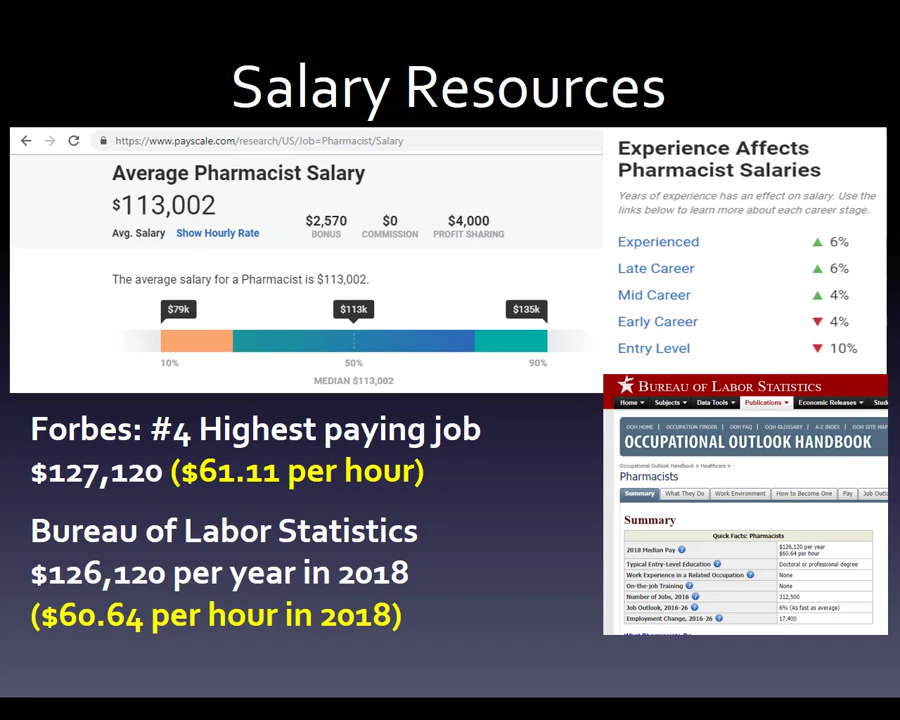 Salary Resources
https://www.payscale.com/research/US/Job=Pharmacist/Salary
Average Pharmacist Salary
$113,002
Avg. Salary Show Hourly Rate
$2,570 $0 $4,000
BONUS COMMISSION PROFIT SHARING
The average salary for a Pharmacist is $113,002.
$79k $113k $135k
10% 50% 90%
MEDIAN $113,002
Experience Affects
Pharmacist Salaries
Years of experience has an effect on salary. Use the
links below to learn more about each career stage.
Experienced 6%
Late Career 6%
Mid Career 4%
Early Career 4%
Entry Level 10%
Forbes: #4 Highest paying job
$127,120 ($61.11 per hour)
Bureau of Labor Statistics
$126,120 per year in 2018
($60.64 per hour in 2018)
BUREAU OF LABOR STATISTICS
Home Subjects Data Tools Publications Economic Releases Stud
OOH HOME | OCCUPATION FINDER | OOH FAQ | OOH GLOSSARY | A-Z INDEX | OOH SITE MAP
OCCUPATIONAL OUTLOOK HANDBOOK
Occupational Outlook Handbook > Healthcare >
Pharmacists
Summary What They Do Work Environment How to Become One Pay Job Outl
Summary
Quick Facts: Pharmacists
2018 Median Pay $126,120 per year
$60.64 per hour
Typical Entry-Level Education Doctoral or professional degree
Work Experience in a Related Occupation None
On-the-job Training None
Number of Jobs, 2016 312,500
Job Outlook, 2016-26 6% (As fast as average)
Employment Change, 2016-26 17,400